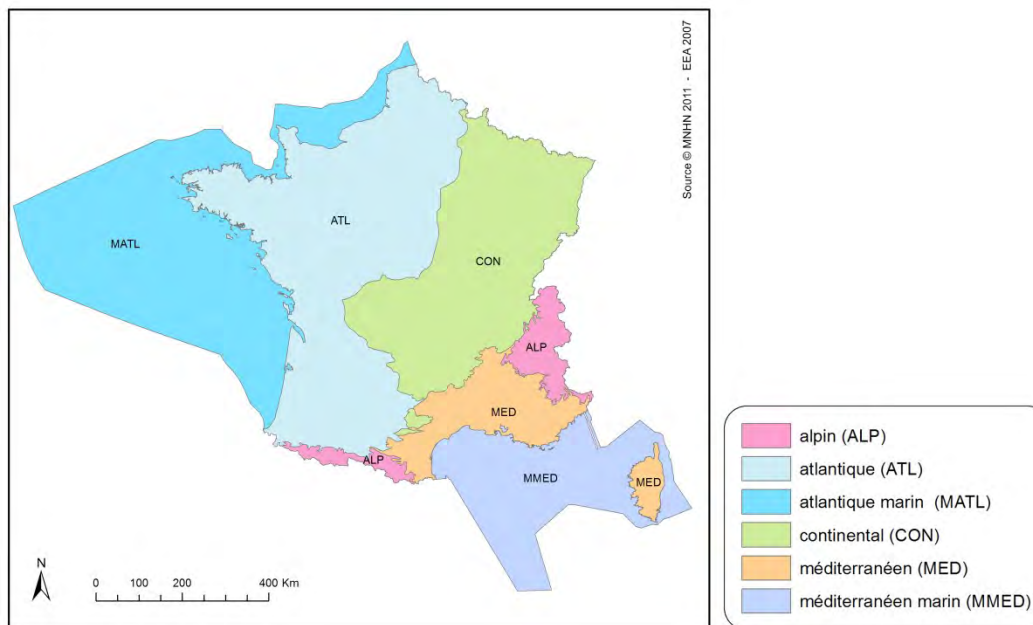 Source © MNHN 2011 - EEA 2007
ATL
MATL
CON
ALP
MED
ALP
MMED
MED
N
0 100 200 400 Km
alpin (ALP)
atlantique (ATL)
atlantique marin (MATL)
continental (CON)
méditerranéen (MED)
méditerranéen marin (MMED)